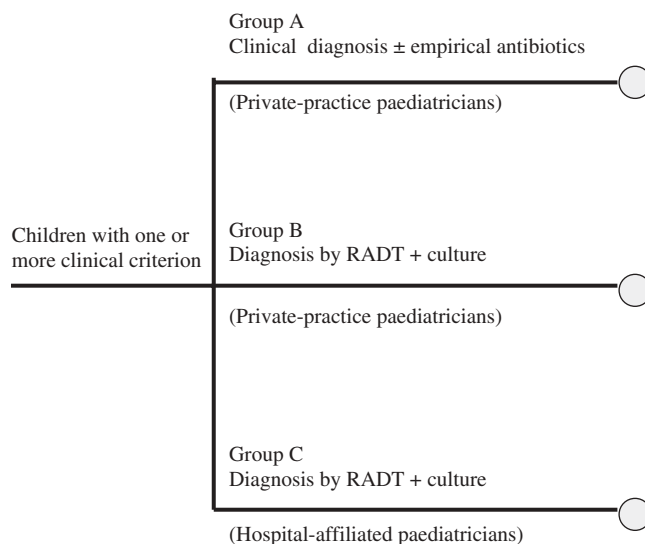 Group A
Clinical diagnosis ± empirical antibiotics
(Private-practice paediatricians)
Children with one or
more clinical criterion
Group B
Diagnosis by RADT + culture
(Private-practice paediatricians)
Group C
Diagnosis by RADT + culture
(Hospital-affiliated paediatricians)